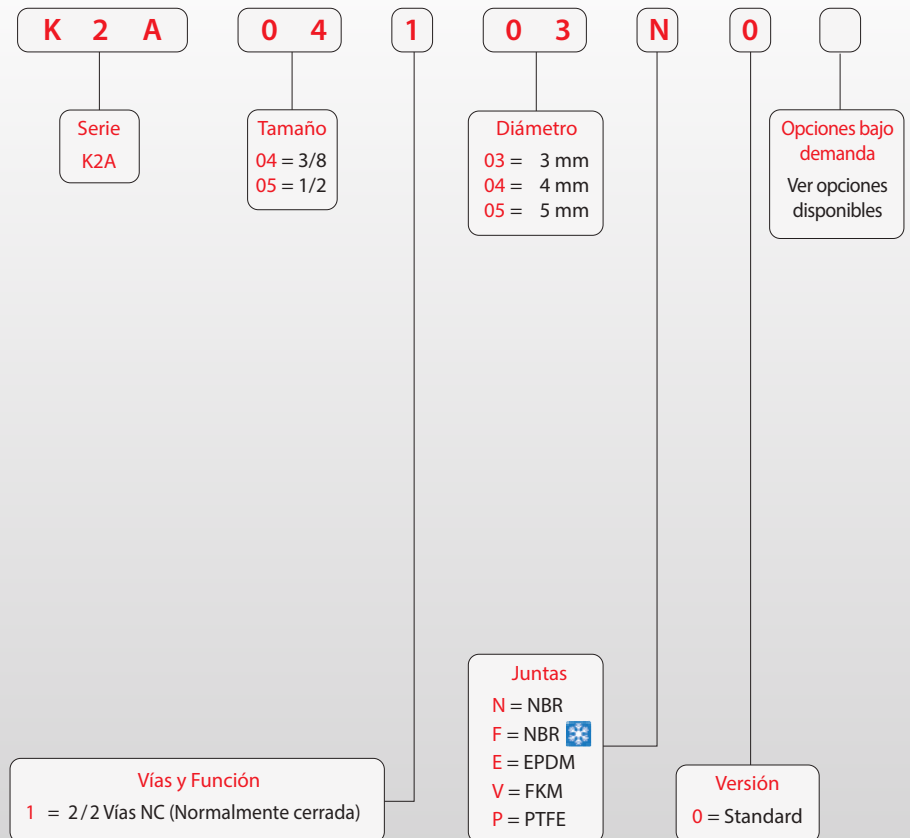 K 2 A 0 4 1 0 3 N 0
Serie
K2A
Tamaño
04 = 3/8
05 = 1/2
Diámetro
03 = 3 mm
04 = 4 mm
05 = 5 mm
Opciones bajo
demanda
Ver opciones
disponibles
Vías y Función
1 = 2/2 Vías NC (Normalmente cerrada)
Juntas
N = NBR
F = NBR
E = EPDM
V = FKM
P = PTFE
Versión
0 = Standard